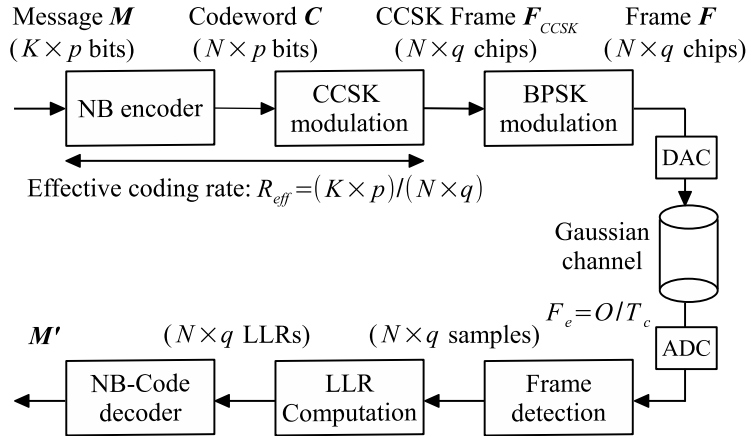 Message M
(K × p bits)
Codeword C
(N × p bits)
CCSK Frame F_CCSK
(N × q chips)
Frame F
(N × q chips)
NB encoder
CCSK
modulation
BPSK
modulation
DAC
Effective coding rate: R_eff = (K × p)/(N × q)
Gaussian
channel
F_e = O/T_c
ADC
M'
(N × q LLRs)
(N × q samples)
NB-Code
decoder
LLR
Computation
Frame
detection